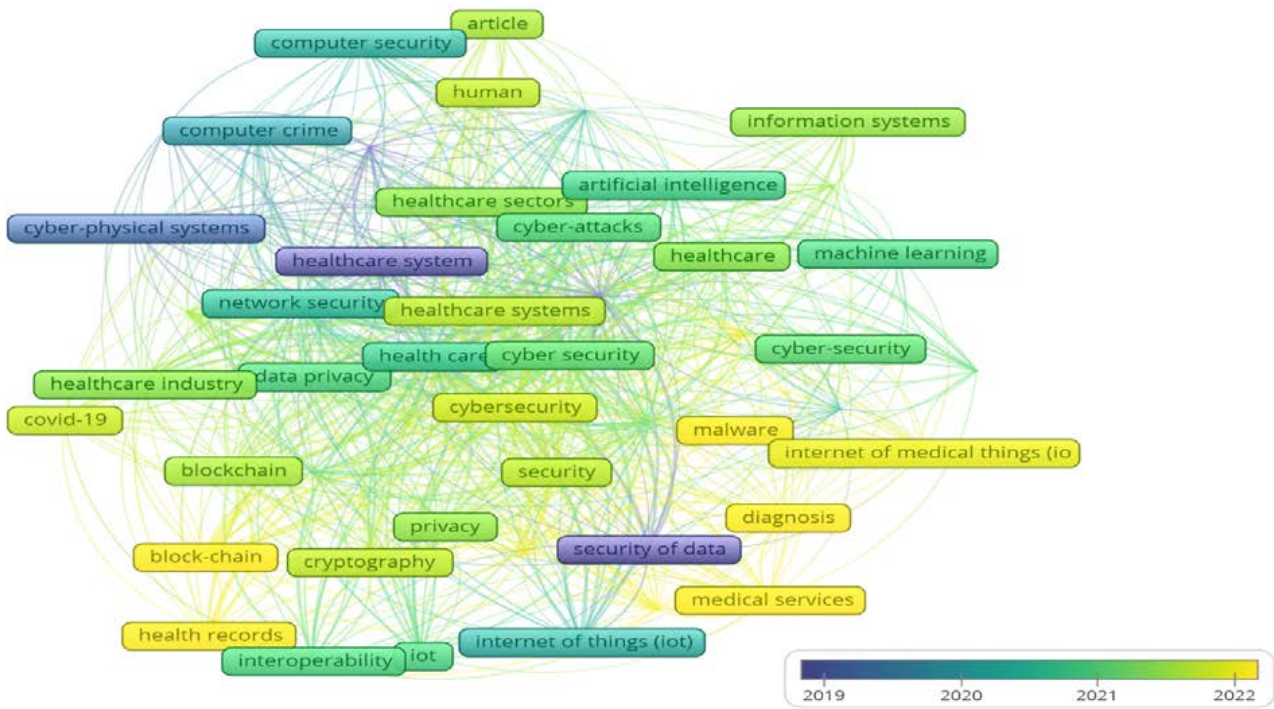 article
computer security
human
information systems
computer crime
artificial intelligence
healthcare sectors
cyber-attacks
cyber-physical systems
healthcare
machine learning
healthcare system
network security
healthcare systems
health care
cyber security
cyber-security
healthcare industry
data privacy
covid-19
cybersecurity
malware
internet of medical things (io
blockchain
security
privacy
diagnosis
block-chain
cryptography
security of data
medical services
health records
interoperability
iot
internet of things (iot)
2019
2020
2021
2022